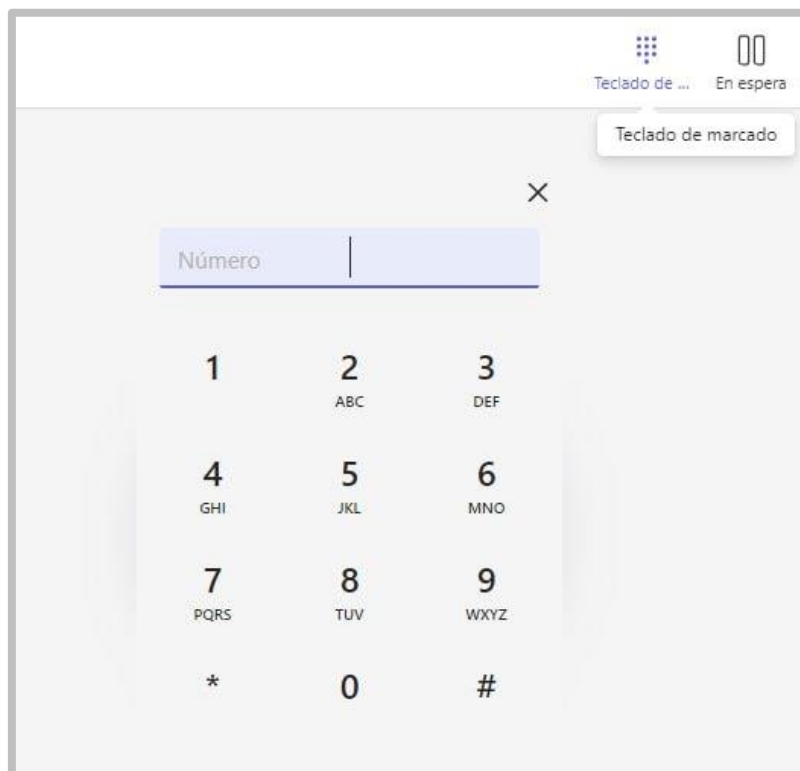 Teclado de ... En espera
Teclado de marcado
Número
1 2 3
ABC DEF
4 5 6
GHI JKL MNO
7 8 9
PQRS TUV WXYZ
* 0 #